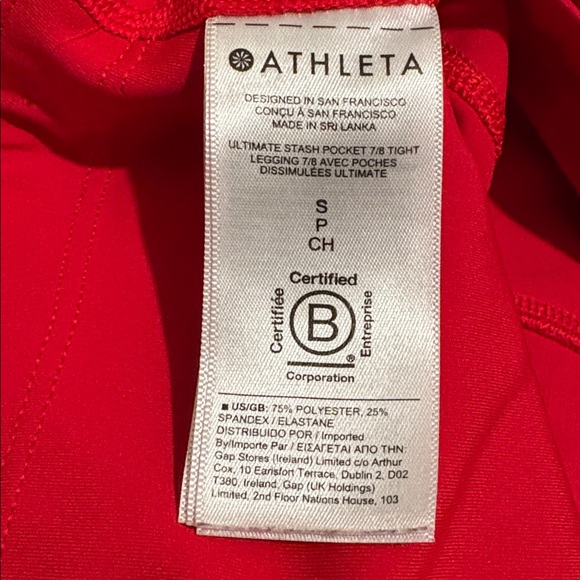 ATHLETA
DESIGNED IN SAN FRANCISCO
CONÇU À SAN FRANCISCO
MADE IN SRI LANKA
ULTIMATE STASH POCKET 7/8 TIGHT
LEGGING 7/8 AVEC POCHES
DISSIMULÉES ULTIMATE
S
P
CH
Certified
Certifiée
B
Entreprise
®
Corporation
■ US/GB: 75% POLYESTER, 25%
SPANDEX / ELASTANE
DISTRIBUIDO POR / Imported
By/Importe Par / ΕΙΣΑΓΕΤΑΙ ΑΠΟ ΤΗΝ:
Gap Stores (Ireland) Limited c/o Arthur
Cox, 10 Earlsfort Terrace, Dublin 2, D02
T380, Ireland, Gap (UK Holdings)
Limited, 2nd Floor Nations House, 103